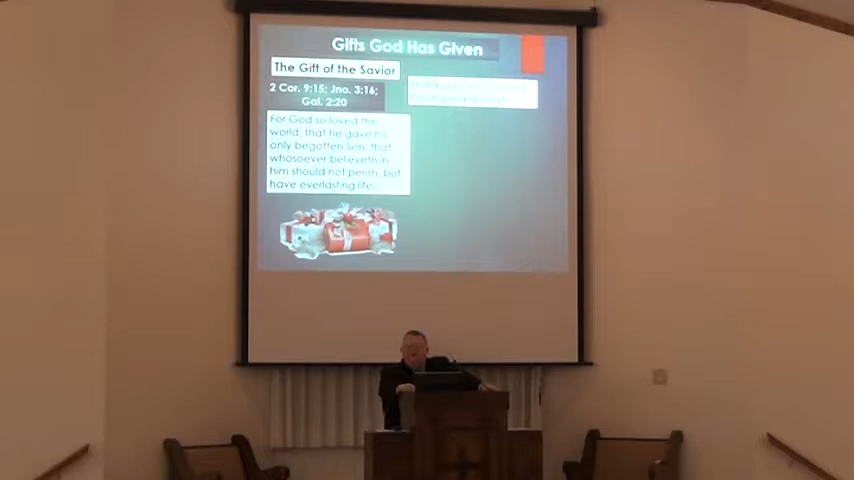 Gifts God Has Given
The Gift of the Savior
2 Cor. 9:15; Jno. 3:16;
Gal. 2:20
For God so loved the
world, that he gave his
only begotten Son, that
whosoever believeth in
him should not perish, but
have everlasting life.